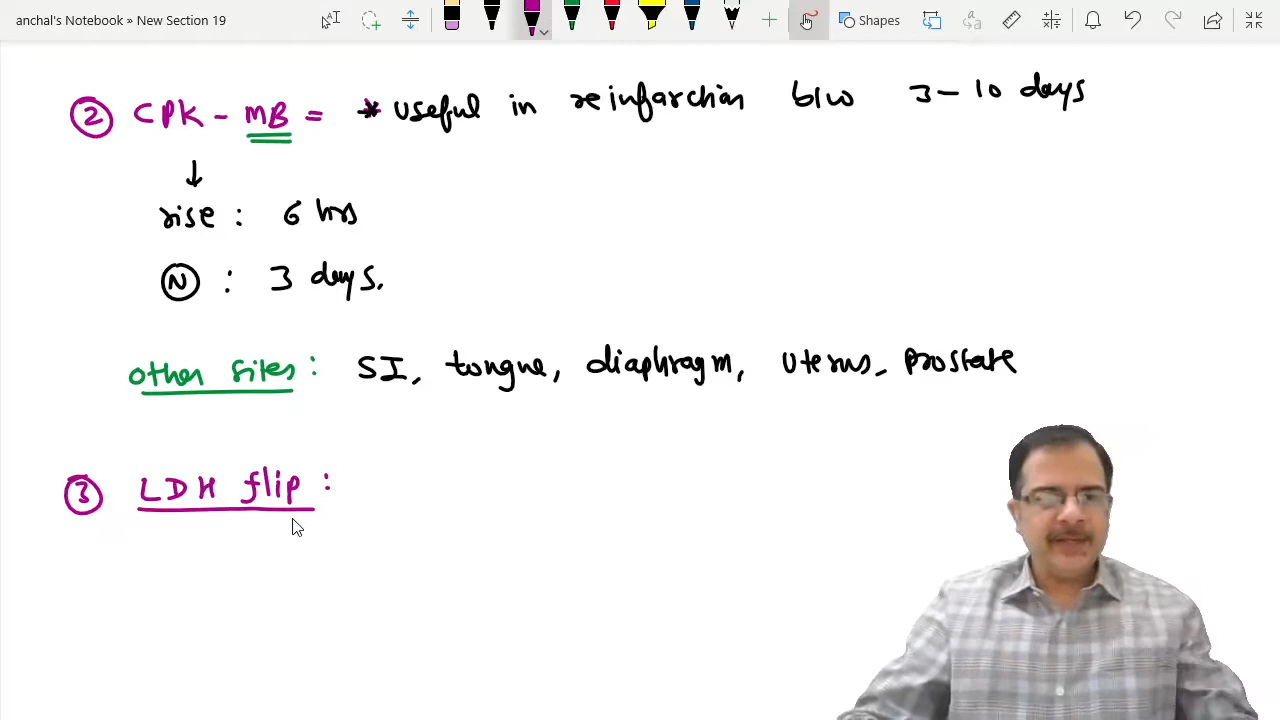 anchal's Notebook » New Section 19
Shapes
② CPK - MB = * useful in reinfarction b/w 3 - 10 days
↓
rise : 6 hrs
Ⓝ : 3 days.
other sites : SI, tongue, diaphragm, uterus, prostate
③ LDH flip :